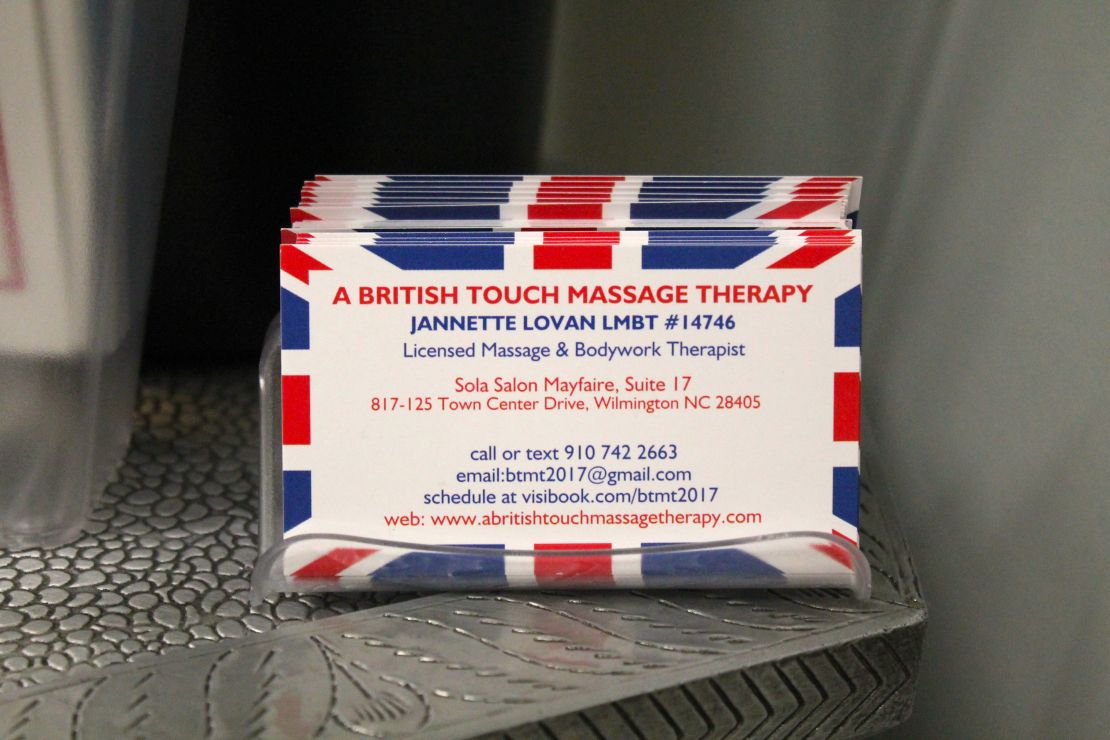 A BRITISH TOUCH MASSAGE THERAPY
JANNETTE LOVAN LMBT #14746
Licensed Massage & Bodywork Therapist
Sola Salon Mayfaire, Suite 17
817-125 Town Center Drive, Wilmington NC 28405
call or text 910 742 2663
email:btmt2017@gmail.com
schedule at visibook.com/btmt2017
web: www.abritishtouchmassagetherapy.com